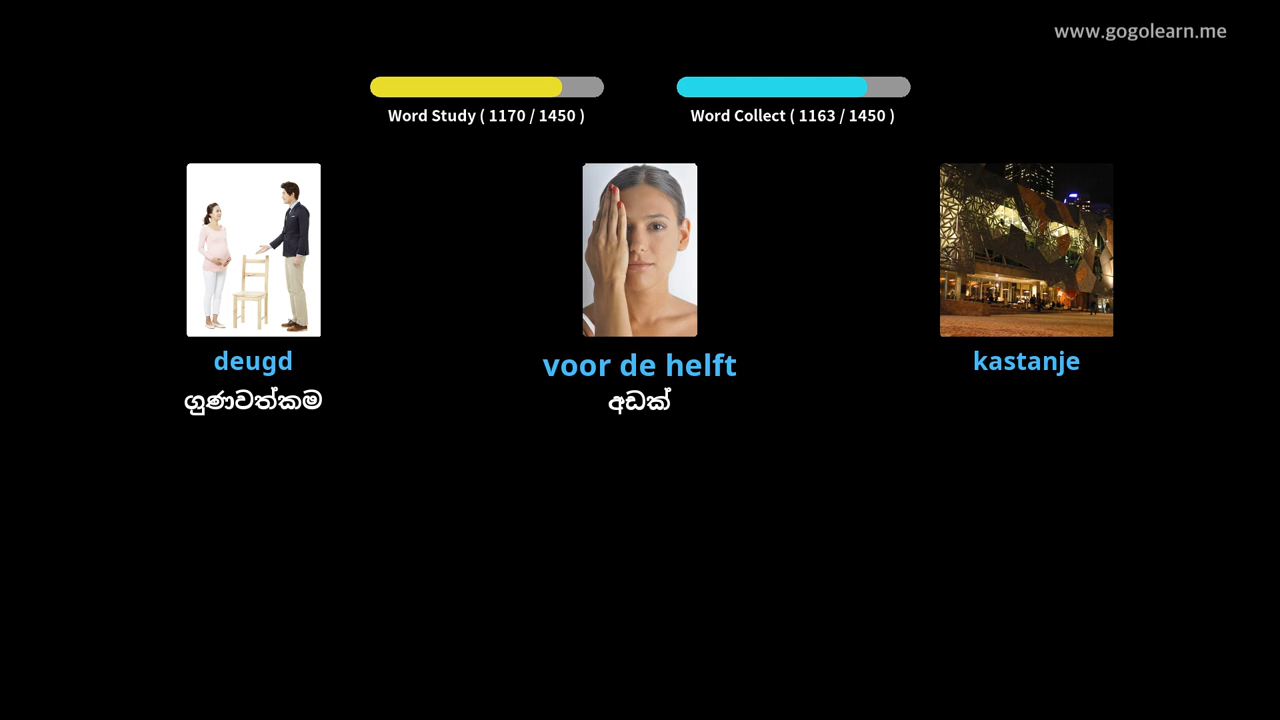 www.gogolearn.me
Word Study ( 1170 / 1450 )
Word Collect ( 1163 / 1450 )
deugd
voor de helft
kastanje
ගුණවත්කම
අඩක්